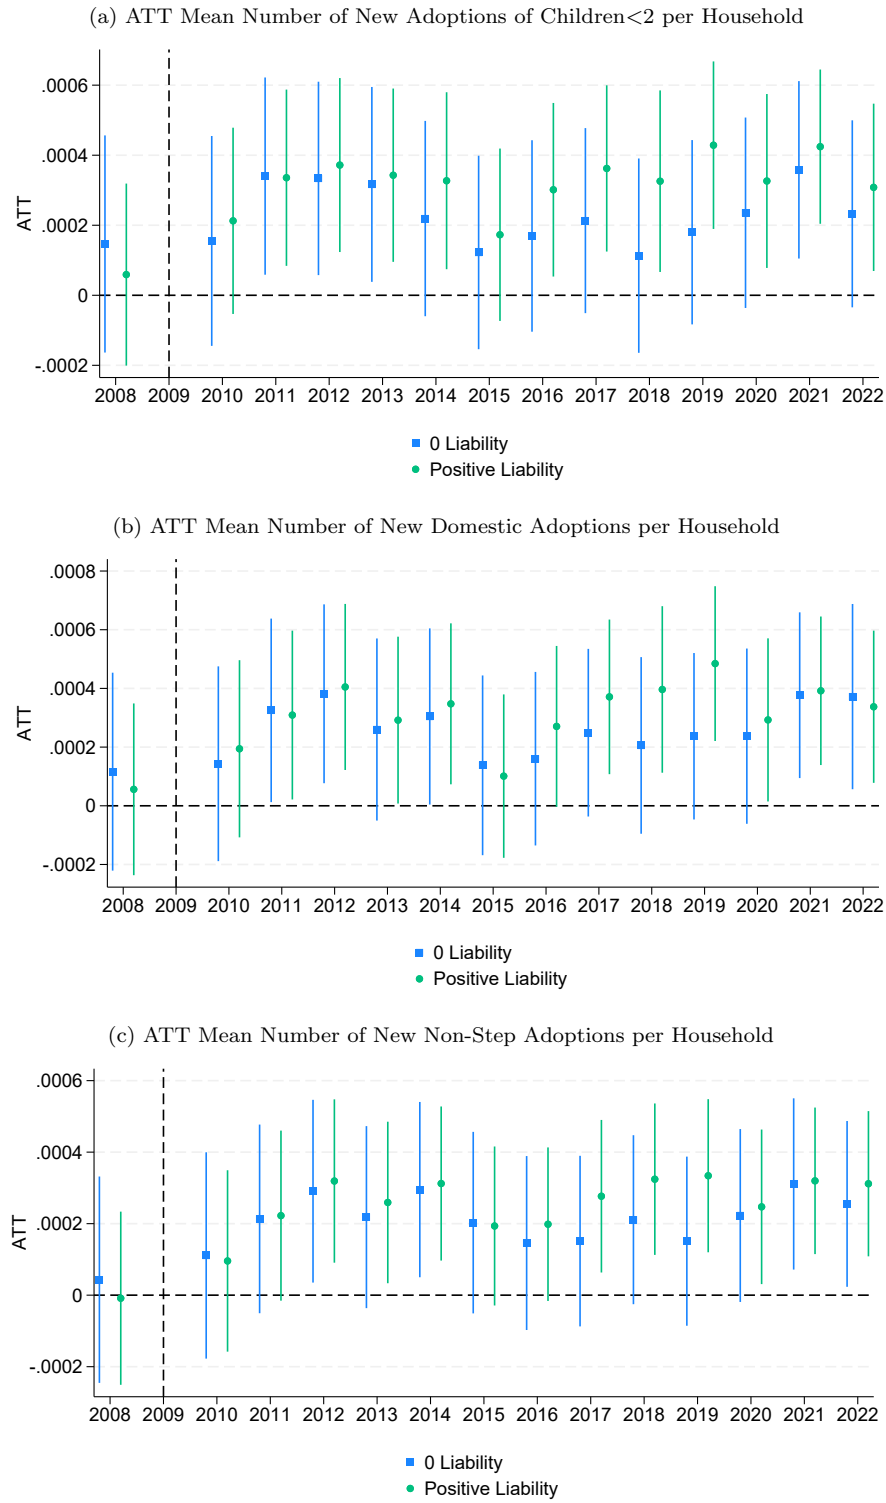 (a) ATT Mean Number of New Adoptions of Children<2 per Household
.0006
.0004
.0002
0
-.0002
ATT
2008 2009 2010 2011 2012 2013 2014 2015 2016 2017 2018 2019 2020 2021 2022
0 Liability
Positive Liability
(b) ATT Mean Number of New Domestic Adoptions per Household
.0008
.0006
.0004
.0002
0
-.0002
ATT
2008 2009 2010 2011 2012 2013 2014 2015 2016 2017 2018 2019 2020 2021 2022
0 Liability
Positive Liability
(c) ATT Mean Number of New Non-Step Adoptions per Household
.0006
.0004
.0002
0
-.0002
ATT
2008 2009 2010 2011 2012 2013 2014 2015 2016 2017 2018 2019 2020 2021 2022
0 Liability
Positive Liability